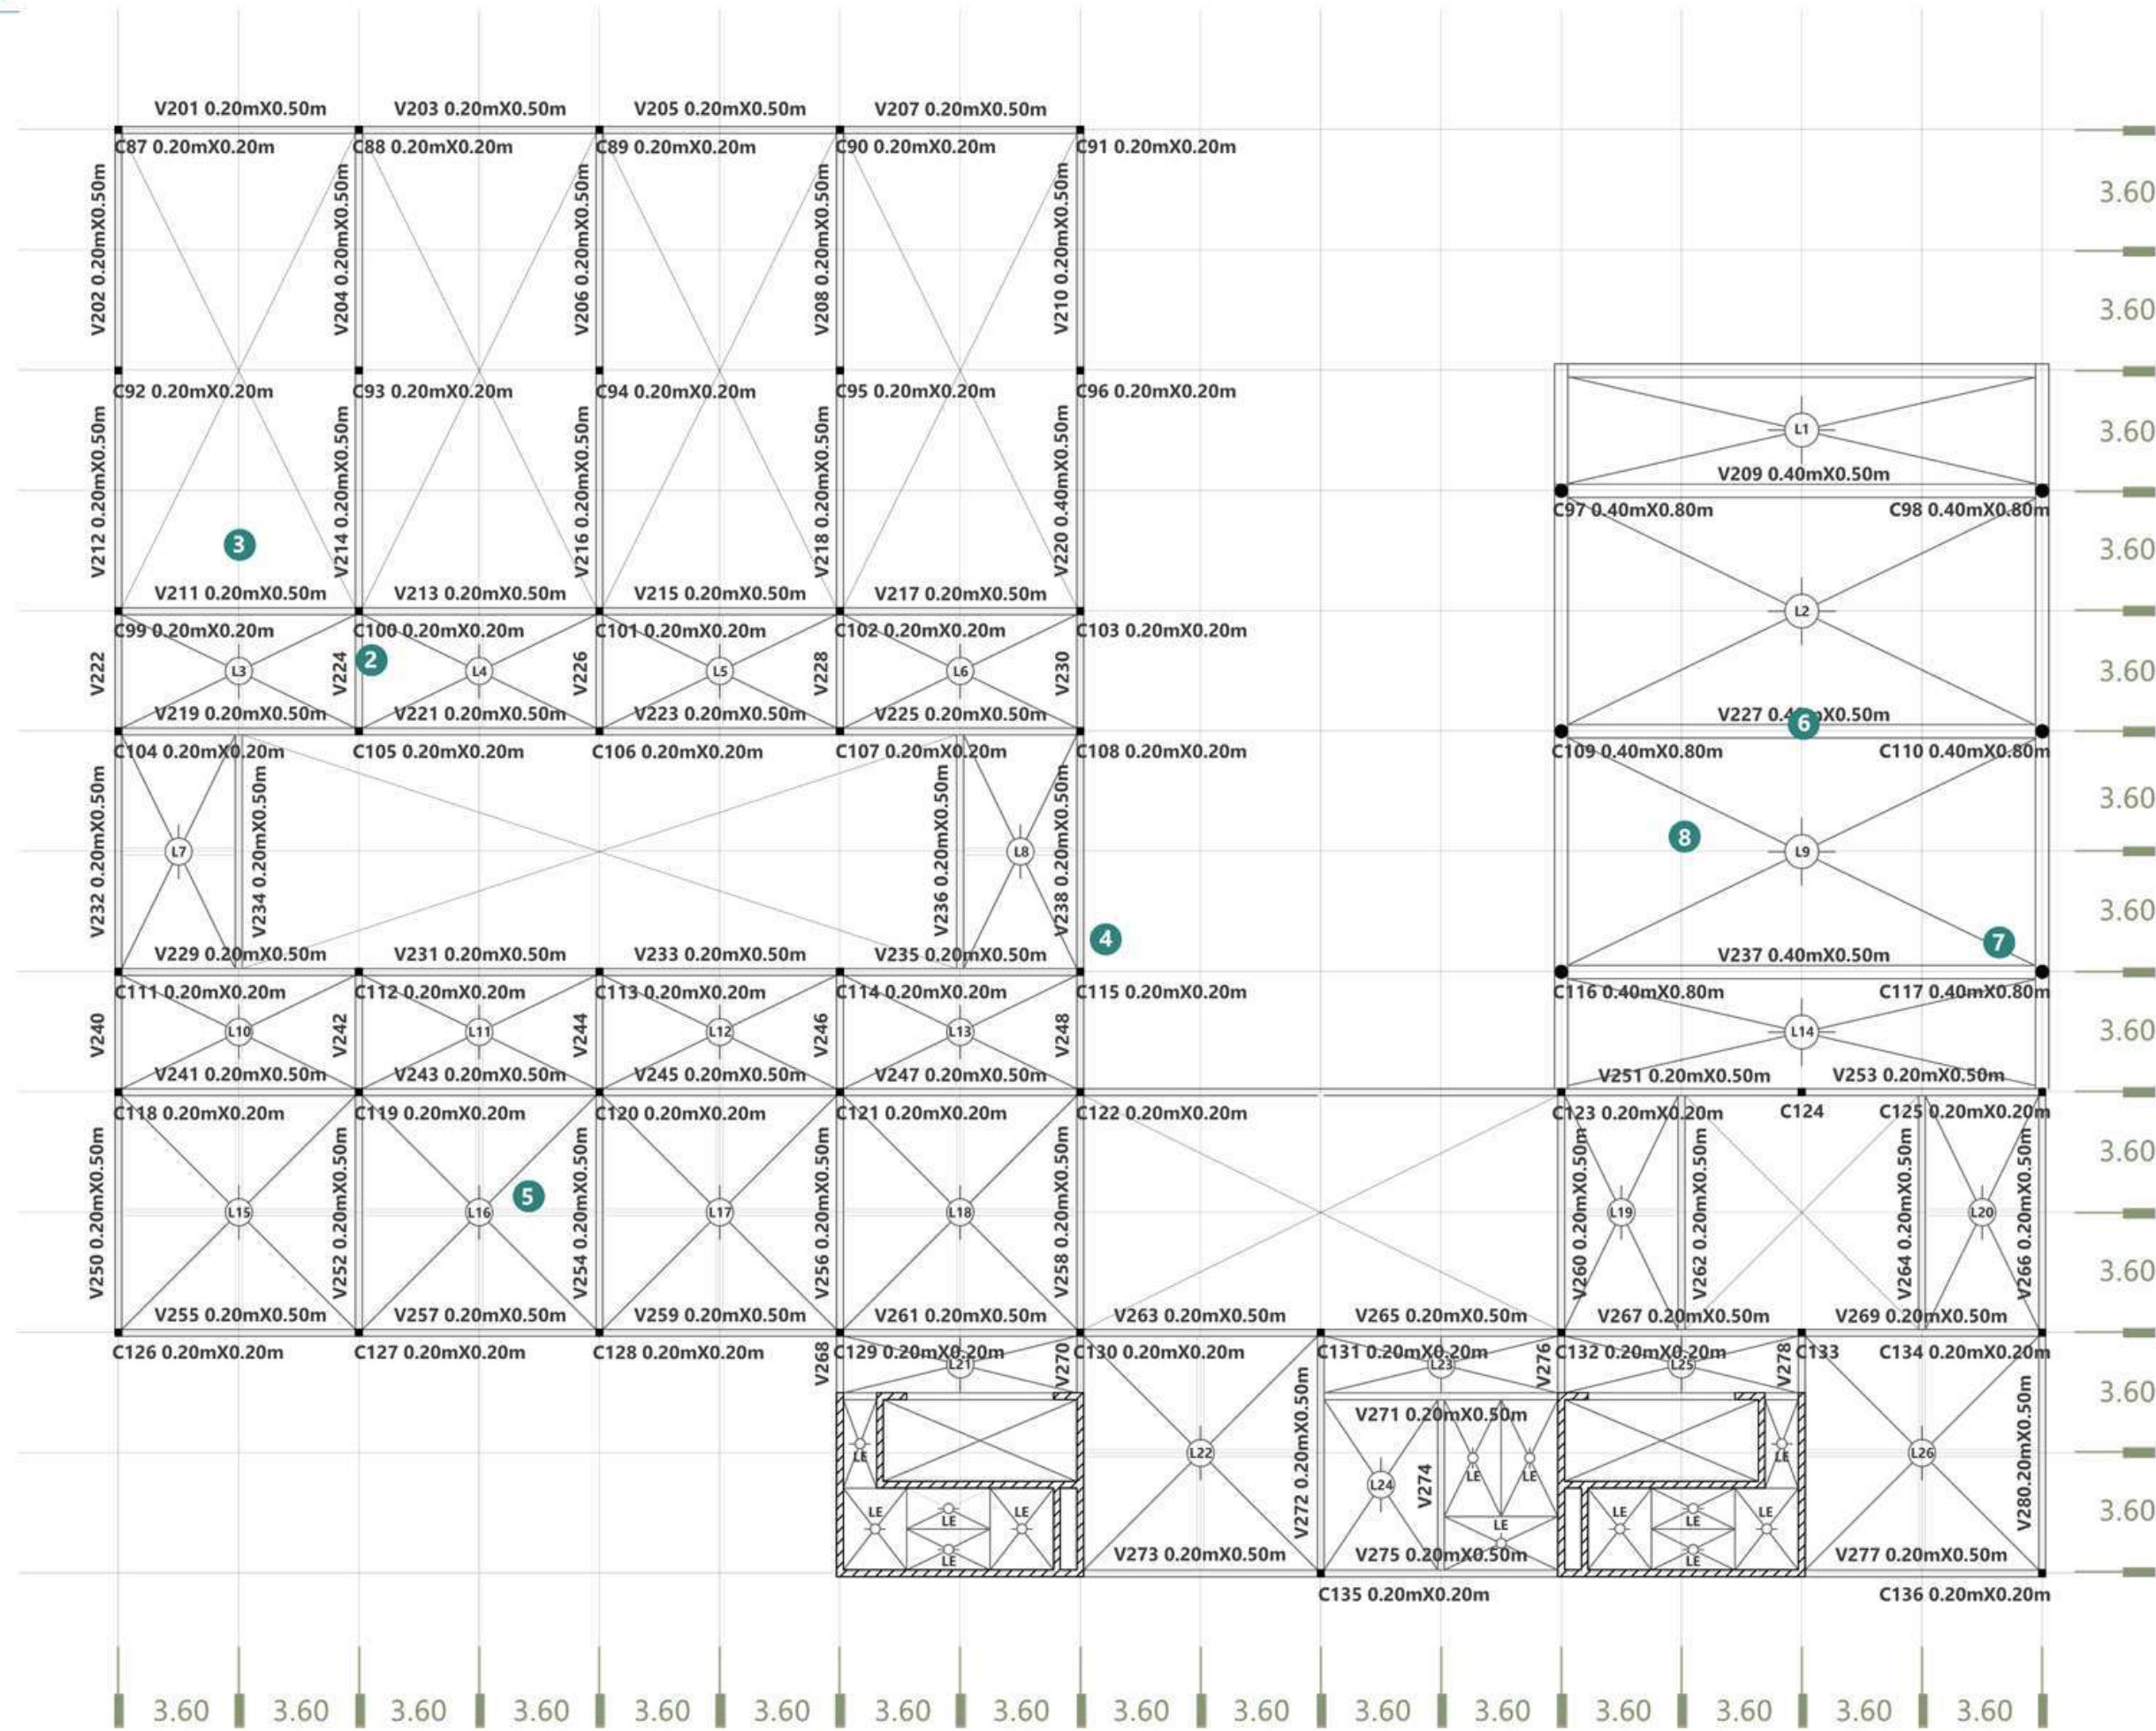 V201 0.20mX0.50m V203 0.20mX0.50m V205 0.20mX0.50m V207 0.20mX0.50m
C87 0.20mX0.20m C88 0.20mX0.20m C89 0.20mX0.20m C90 0.20mX0.20m C91 0.20mX0.20m
V202 0.20mX0.50m V204 0.20mX0.50m V206 0.20mX0.50m V208 0.20mX0.50m V210 0.20mX0.50m
3.60
3.60
C92 0.20mX0.20m C93 0.20mX0.20m C94 0.20mX0.20m C95 0.20mX0.20m C96 0.20mX0.20m
L1 3.60
V209 0.40mX0.50m
V212 0.20mX0.50m V214 0.20mX0.50m V216 0.20mX0.50m V218 0.20mX0.50m V220 0.40mX0.50m
C97 0.40mX0.80m C98 0.40mX0.80m
3 3.60
V211 0.20mX0.50m V213 0.20mX0.50m V215 0.20mX0.50m V217 0.20mX0.50m
L2
C99 0.20mX0.20m C100 0.20mX0.20m C101 0.20mX0.20m C102 0.20mX0.20m C103 0.20mX0.20m
V222 L3 V224 2 L4 V226 L5 V228 L6 V230 3.60
V219 0.20mX0.50m V221 0.20mX0.50m V223 0.20mX0.50m V225 0.20mX0.50m V227 X0.50m
6
C104 0.20mX0.20m C105 0.20mX0.20m C106 0.20mX0.20m C107 0.20mX0.20m C108 0.20mX0.20m C109 0.40mX0.80m C110 0.40mX0.80m
3.60
8
V232 0.20mX0.50m L7 V234 0.20mX0.50m V236 0.20mX0.50m L8 V238 0.20mX0.50m L9
3.60
4 7
V229 0.20mX0.50m V231 0.20mX0.50m V233 0.20mX0.50m V235 0.20mX0.50m V237 0.40mX0.50m
C111 0.20mX0.20m C112 0.20mX0.20m C113 0.20mX0.20m C114 0.20mX0.20m C115 0.20mX0.20m C116 0.40mX0.80m C117 0.40mX0.80m
V240 L10 V242 L11 V244 L12 V246 L13 V248 L14 3.60
V241 0.20mX0.50m V243 0.20mX0.50m V245 0.20mX0.50m V247 0.20mX0.50m V251 0.20mX0.50m V253 0.20mX0.50m
C118 0.20mX0.20m C119 0.20mX0.20m C120 0.20mX0.20m C121 0.20mX0.20m C122 0.20mX0.20m C123 0.20mX0.20m C124 C125 0.20mX0.20m
3.60
5
V250 0.20mX0.50m L15 V252 0.20mX0.50m L16 V254 0.20mX0.50m L17 V256 0.20mX0.50m L18 V258 0.20mX0.50m V260 0.20mX0.50m L19 V262 0.20mX0.50m V264 0.20mX0.50m L20 V266 0.20mX0.50m
3.60
V255 0.20mX0.50m V257 0.20mX0.50m V259 0.20mX0.50m V261 0.20mX0.50m V263 0.20mX0.50m V265 0.20mX0.50m V267 0.20mX0.50m V269 0.20mX0.50m
C126 0.20mX0.20m C127 0.20mX0.20m C128 0.20mX0.20m C129 0.20mX0.20m C130 0.20mX0.20m C131 0.20mX0.20m C132 0.20mX0.20m C133 C134 0.20mX0.20m
V268 L21 V270 L23 V276 L25 V278
3.60
V271 0.20mX0.50m
LE L22 V272 0.20mX0.50m LE LE LE L26 V280.20mX0.50m
L24 V274
LE LE LE LE LE LE LE 3.60
LE LE
V273 0.20mX0.50m V275 0.20mX0.50m V277 0.20mX0.50m
C135 0.20mX0.20m C136 0.20mX0.20m
3.60 3.60 3.60 3.60 3.60 3.60 3.60 3.60 3.60 3.60 3.60 3.60 3.60 3.60 3.60 3.60